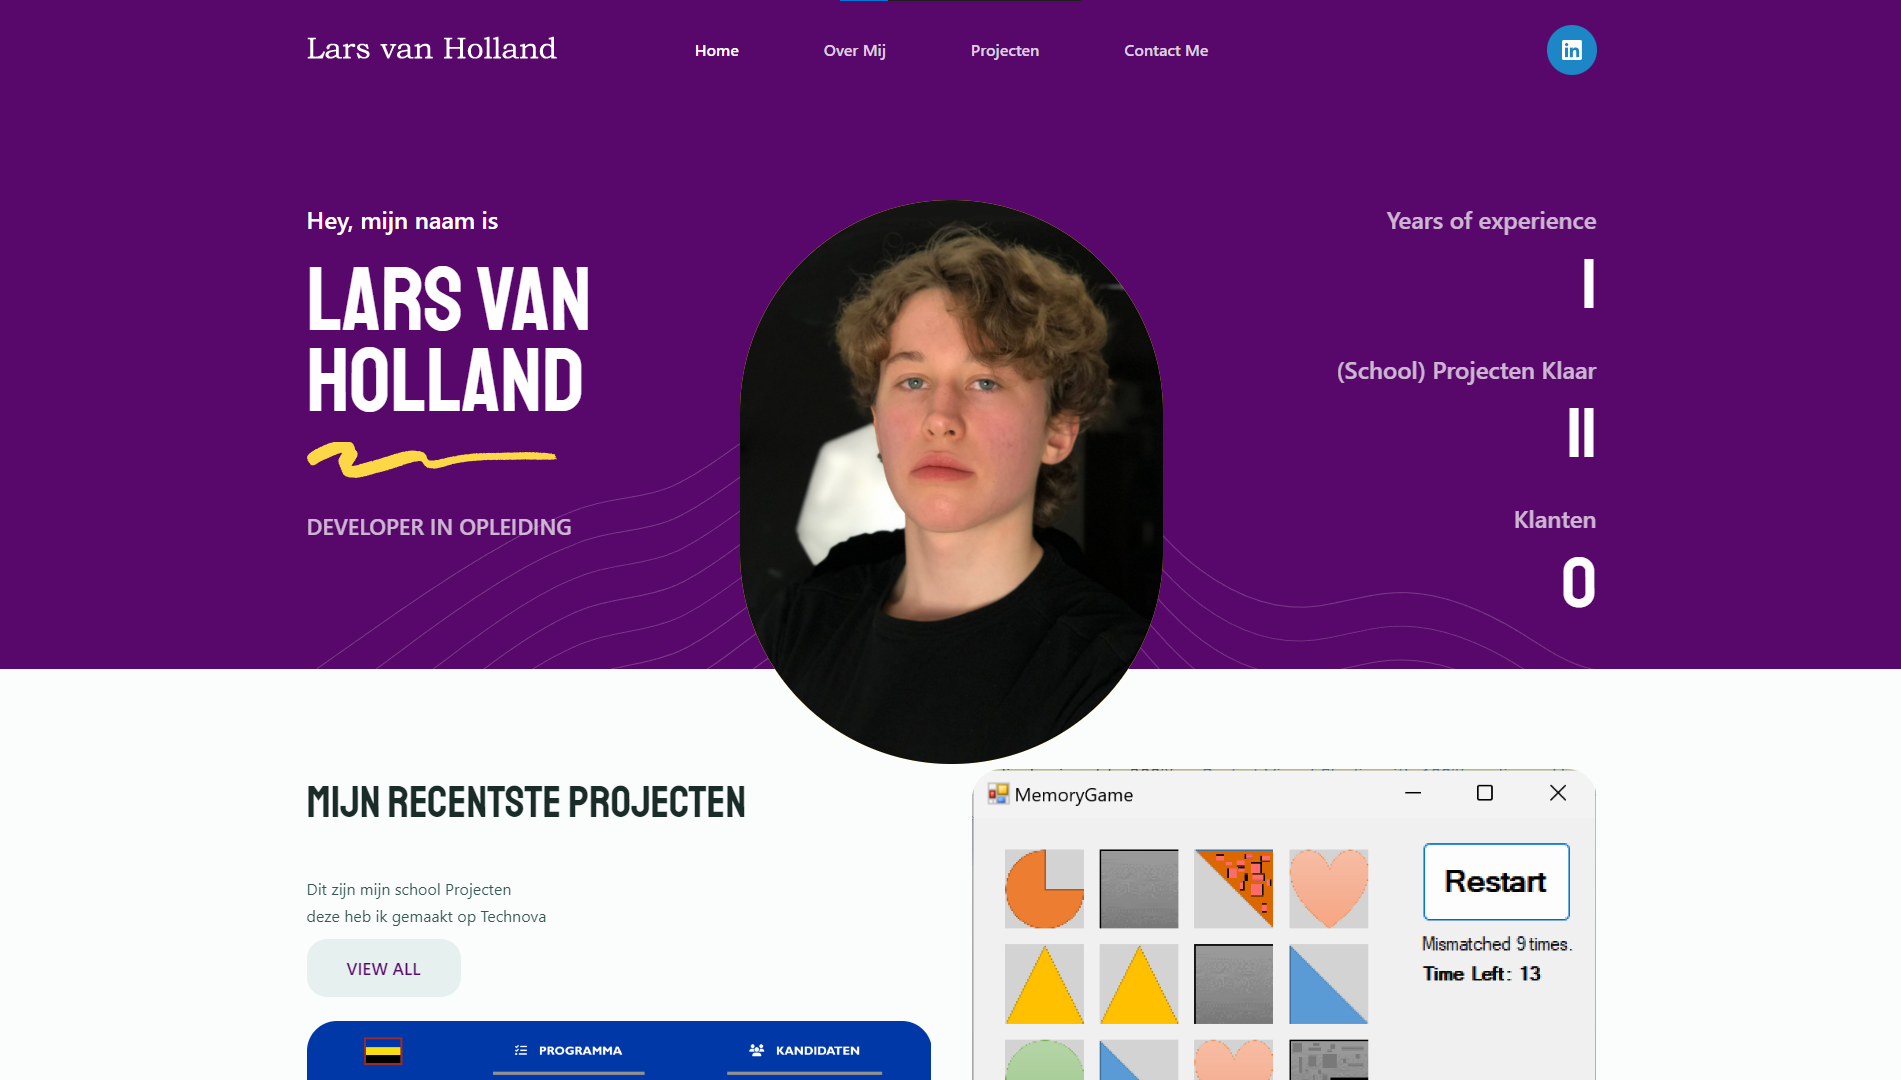 Lars van Holland
Home
Over Mij
Projecten
Contact Me
Hey, mijn naam is
LARS VAN
HOLLAND
DEVELOPER IN OPLEIDING
Years of experience
1
(School) Projecten Klaar
11
Klanten
0
MIJN RECENTSTE PROJECTEN
Dit zijn mijn school Projecten
deze heb ik gemaakt op Technova
VIEW ALL
PROGRAMMA
KANDIDATEN
MemoryGame
Restart
Mismatched 9 times.
Time Left: 13